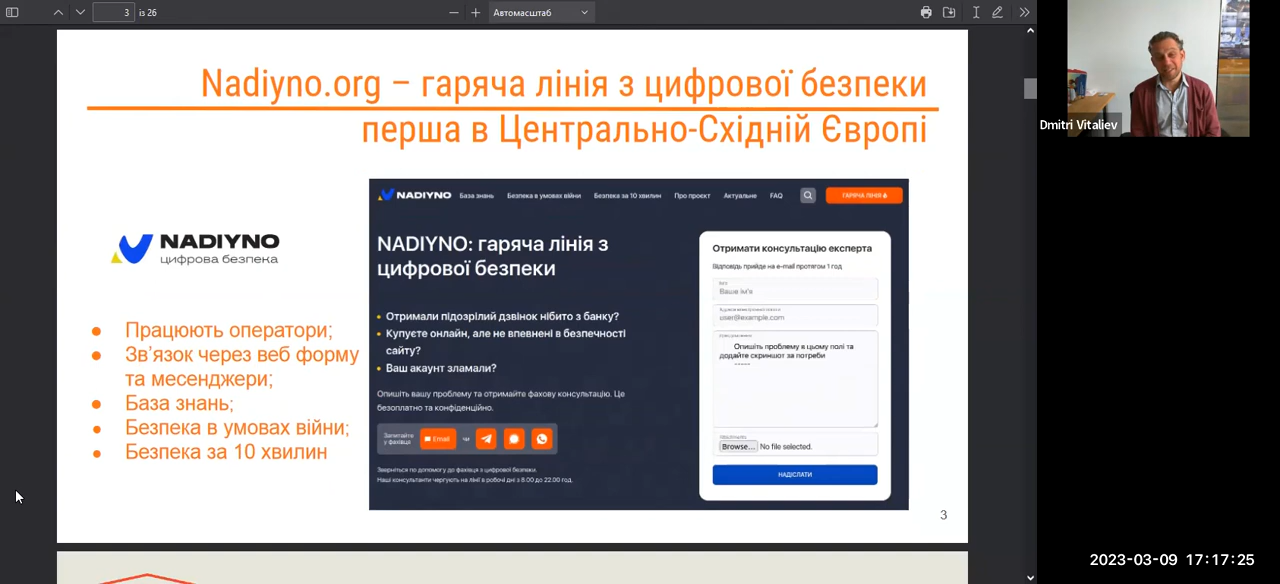 3 із 26
Автомасштаб
Nadiyno.org – гаряча лінія з цифрової безпеки
перша в Центрально-Східній Європі
NADIYNO
цифрова безпека
Працюють оператори;
Зв’язок через веб форму
та месенджери;
База знань;
Безпека в умовах війни;
Безпека за 10 хвилин
NADIYNO База знань Безпека в умовах війни Безпека за 10 хвилин Про проєкт Актуальне FAQ ГАРЯЧА ЛІНІЯ
NADIYNO: гаряча лінія з
цифрової безпеки
Отримали підозрілий дзвінок нібито з банку?
Купуєте онлайн, але не впевнені в безпечності
сайту?
Ваш акаунт зламали?
Опишіть вашу проблему та отримайте фахову консультацію. Це
безоплатно та конфіденційно.
Запитайте
у фахівця
Email
чи
Зверніться по допомогу до фахівця з цифрової безпеки.
Наші консультанти чергують на лінії в робочі дні з 8.00 до 22.00 год.
Отримати консультацію експерта
Відповідь прийде на e-mail протягом 1 год
Ваше ім'я
user@example.com
Опишіть проблему в цьому полі та
додайте скриншот за потреби
Browse... No file selected.
НАДІСЛАТИ
3
Dmitri Vitaliev
2023-03-09 17:17:25